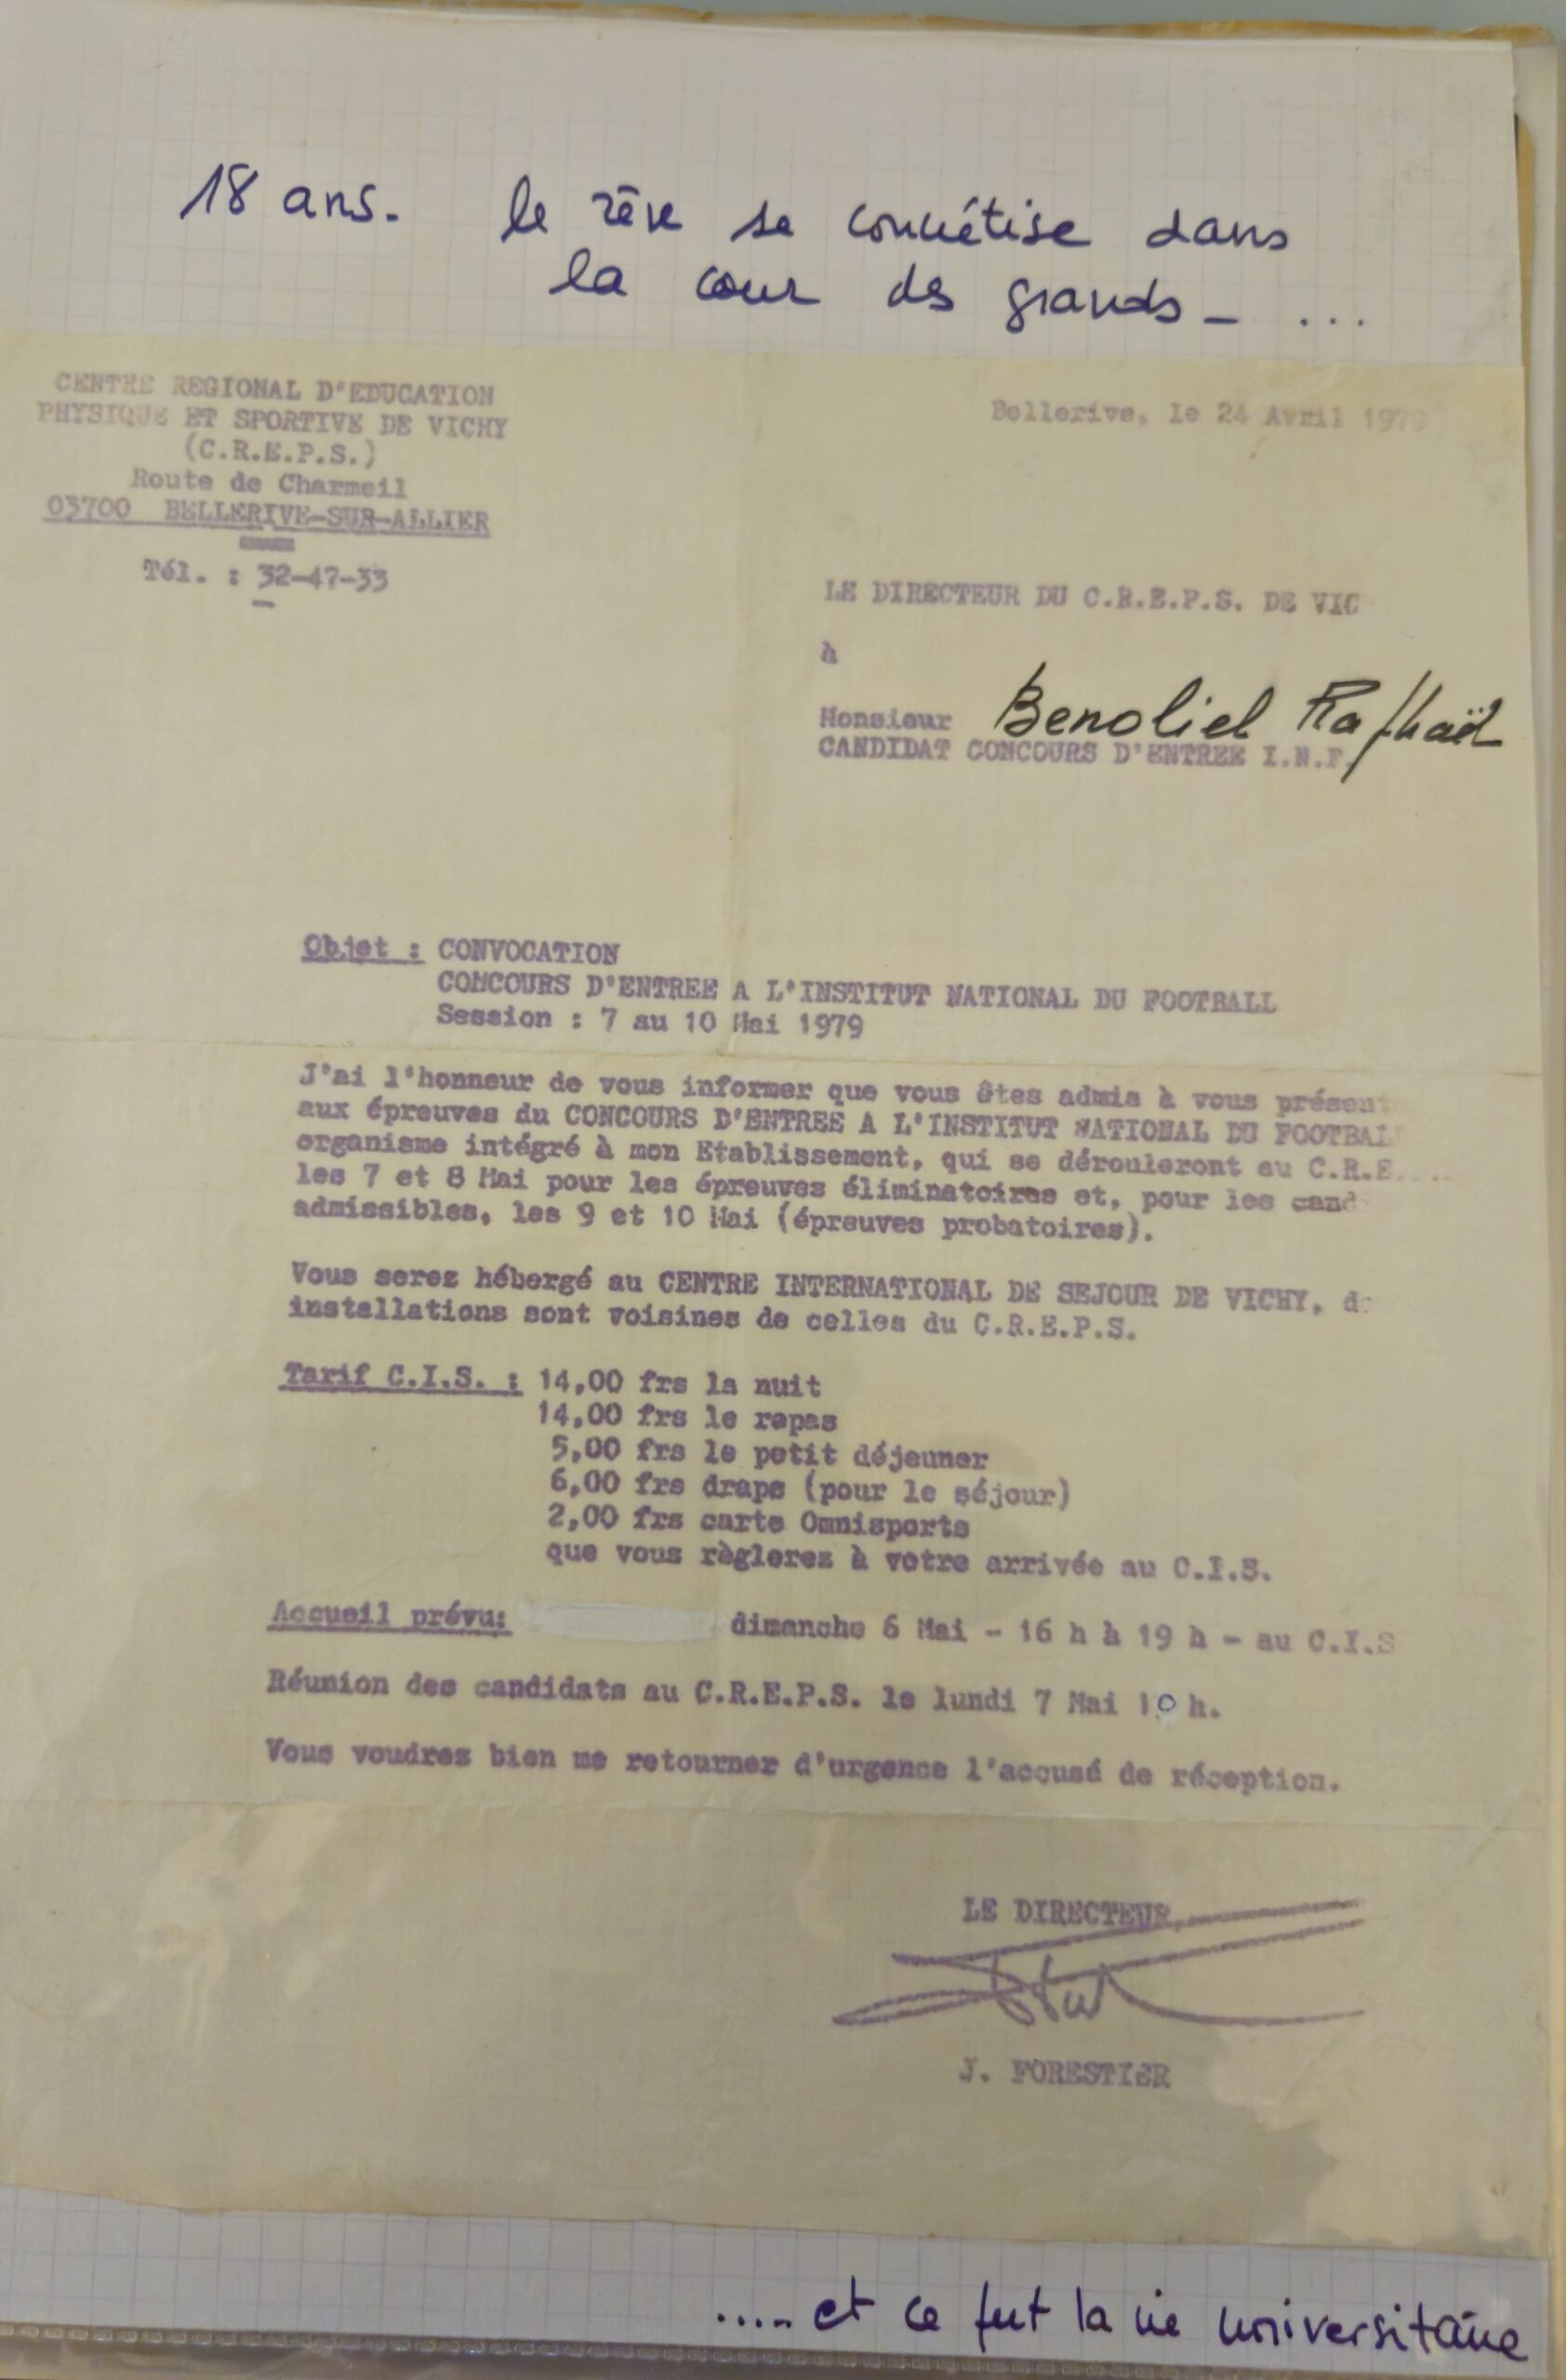 18 ans. le rêve se concrétise dans
la cour des grands - ...
CENTRE REGIONAL D'EDUCATION
PHYSIQUE ET SPORTIVE DE VICHY
(C.R.E.P.S.)
Route de Charmeil
03700 BELLERIVE-SUR-ALLIER
Tél. : 32-47-33
Bellerive, le 24 Avril 1979
LE DIRECTEUR DU C.R.E.P.S. DE VIC
à
Monsieur Benoliel Raphaël
CANDIDAT CONCOURS D'ENTREE I.N.F.
Objet : CONVOCATION
CONCOURS D'ENTREE A L'INSTITUT NATIONAL DU FOOTBALL
Session : 7 au 10 Mai 1979
J'ai l'honneur de vous informer que vous êtes admis à vous présent
aux épreuves du CONCOURS D'ENTREE A L'INSTITUT NATIONAL DU FOOTBAL
organisme intégré à mon Etablissement, qui se dérouleront au C.R.E.
les 7 et 8 Mai pour les épreuves éliminatoires et, pour les cand
admissibles, les 9 et 10 Mai (épreuves probatoires).
Vous serez hébergé au CENTRE INTERNATIONAL DE SEJOUR DE VICHY, d
installations sont voisines de celles du C.R.E.P.S.
Tarif C.I.S. : 14,00 frs la nuit
14,00 frs le repas
5,00 frs le petit déjeuner
6,00 frs draps (pour le séjour)
2,00 frs carte Omnisports
que vous règlerez à votre arrivée au C.I.S.
Accueil prévu: dimanche 6 Mai - 16 h à 19 h - au C.I.S
Réunion des candidats au C.R.E.P.S. le lundi 7 Mai 10 h.
Vous voudrez bien me retourner d'urgence l'accusé de réception.
LE DIRECTEUR,
J. FORESTIER
..... et ce fut la vie universitaire